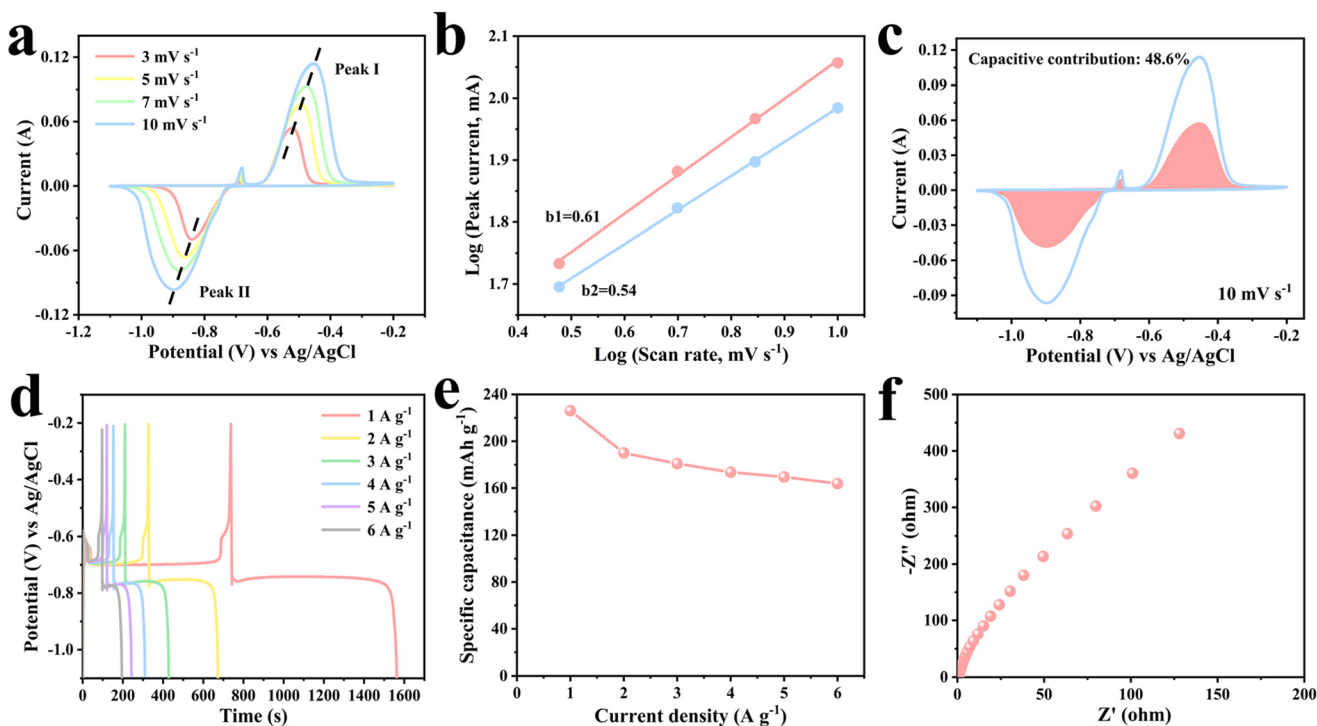 a
3 mV s⁻¹
5 mV s⁻¹
7 mV s⁻¹
10 mV s⁻¹
Peak I
Peak II
0.12
0.06
0.00
-0.06
-0.12
-1.2
-1.0
-0.8
-0.6
-0.4
-0.2
Current (A)
Potential (V) vs Ag/AgCl
b
b1=0.61
b2=0.54
2.1
2.0
1.9
1.8
1.7
0.4
0.5
0.6
0.7
0.8
0.9
1.0
Log (Peak current, mA)
Log (Scan rate, mV s⁻¹)
c
Capacitive contribution: 48.6%
10 mV s⁻¹
0.12
0.09
0.06
0.03
0.00
-0.03
-0.06
-0.09
-1.0
-0.8
-0.6
-0.4
-0.2
Current (A)
Potential (V) vs Ag/AgCl
d
1 A g⁻¹
2 A g⁻¹
3 A g⁻¹
4 A g⁻¹
5 A g⁻¹
6 A g⁻¹
-0.2
-0.4
-0.6
-0.8
-1.0
0
200
400
600
800
1000
1200
1400
1600
Potential (V) vs Ag/AgCl
Time (s)
e
240
200
160
120
80
40
0
0
1
2
3
4
5
6
Specific capacitance (mAh g⁻¹)
Current density (A g⁻¹)
f
500
400
300
200
100
0
0
50
100
150
200
-Z'' (ohm)
Z' (ohm)